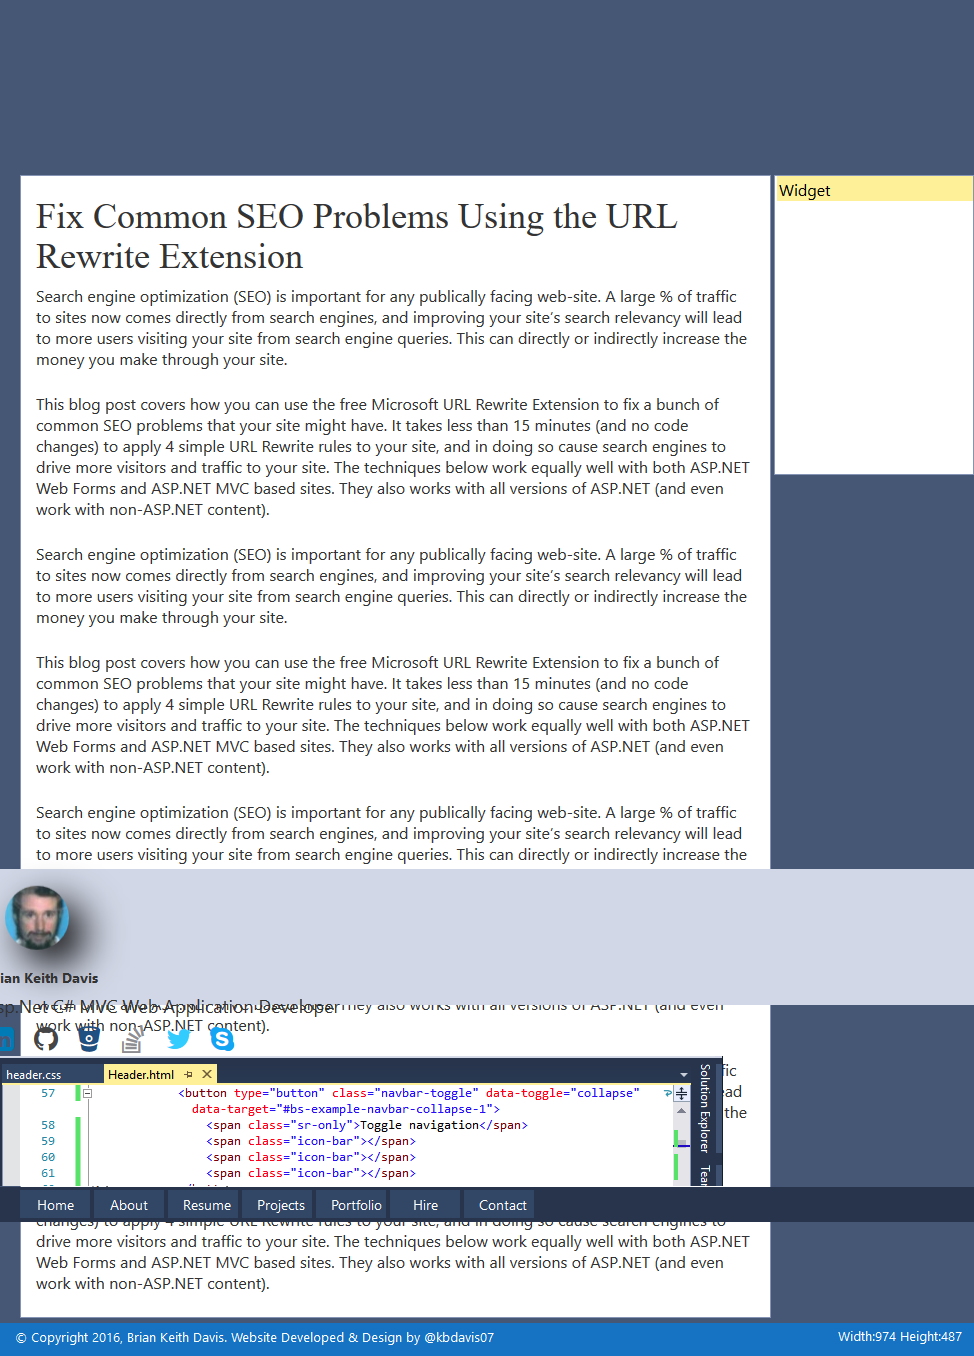 Widget
Fix Common SEO Problems Using the URL
Rewrite Extension
Search engine optimization (SEO) is important for any publically facing web-site. A large % of traffic
to sites now comes directly from search engines, and improving your site's search relevancy will lead
to more users visiting your site from search engine queries. This can directly or indirectly increase the
money you make through your site.
This blog post covers how you can use the free Microsoft URL Rewrite Extension to fix a bunch of
common SEO problems that your site might have. It takes less than 15 minutes (and no code
changes) to apply 4 simple URL Rewrite rules to your site, and in doing so cause search engines to
drive more visitors and traffic to your site. The techniques below work equally well with both ASP.NET
Web Forms and ASP.NET MVC based sites. They also works with all versions of ASP.NET (and even
work with non-ASP.NET content).
Search engine optimization (SEO) is important for any publically facing web-site. A large % of traffic
to sites now comes directly from search engines, and improving your site's search relevancy will lead
to more users visiting your site from search engine queries. This can directly or indirectly increase the
money you make through your site.
This blog post covers how you can use the free Microsoft URL Rewrite Extension to fix a bunch of
common SEO problems that your site might have. It takes less than 15 minutes (and no code
changes) to apply 4 simple URL Rewrite rules to your site, and in doing so cause search engines to
drive more visitors and traffic to your site. The techniques below work equally well with both ASP.NET
Web Forms and ASP.NET MVC based sites. They also works with all versions of ASP.NET (and even
work with non-ASP.NET content).
Search engine optimization (SEO) is important for any publically facing web-site. A large % of traffic
to sites now comes directly from search engines, and improving your site's search relevancy will lead
to more users visiting your site from search engine queries. This can directly or indirectly increase the
ian Keith Davis
sp.Net C# MVC Web Application Developer
They also works with all versions of ASP.NET (and even
work with non-ASP.NET content).
in
S
fic
ead
the
header.css
Header.html
57 <button type="button" class="navbar-toggle" data-toggle="collapse"
data-target="#bs-example-navbar-collapse-1">
58 <span class="sr-only">Toggle navigation</span>
59 <span class="icon-bar"></span>
60 <span class="icon-bar"></span>
61 <span class="icon-bar"></span>
Solution Explorer
Tear
Home About Resume Projects Portfolio Hire Contact
changes) to apply 4 simple URL Rewrite rules to your site, and in doing so cause search engines to
drive more visitors and traffic to your site. The techniques below work equally well with both ASP.NET
Web Forms and ASP.NET MVC based sites. They also works with all versions of ASP.NET (and even
work with non-ASP.NET content).
© Copyright 2016, Brian Keith Davis. Website Developed & Design by @kbdavis07
Width:974 Height:487